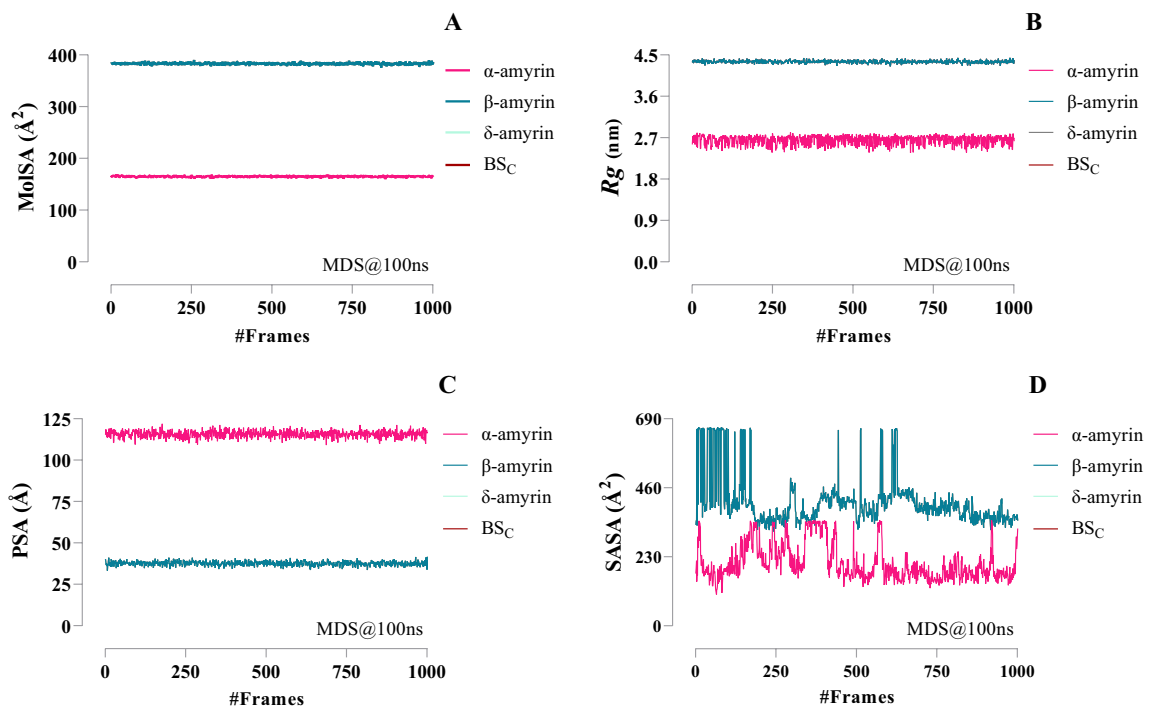 A
MolSA (Å²)
400
300
200
100
0
α-amyrin
β-amyrin
δ-amyrin
BS_C
MDS@100ns
0 250 500 750 1000
#Frames
B
Rg (nm)
4.5
3.6
2.7
1.8
0.9
0.0
α-amyrin
β-amyrin
δ-amyrin
BS_C
MDS@100ns
0 250 500 750 1000
#Frames
C
PSA (Å)
125
100
75
50
25
0
α-amyrin
β-amyrin
δ-amyrin
BS_C
MDS@100ns
0 250 500 750 1000
#Frames
D
SASA (Å²)
690
460
230
0
α-amyrin
β-amyrin
δ-amyrin
BS_C
MDS@100ns
0 250 500 750 1000
#Frames